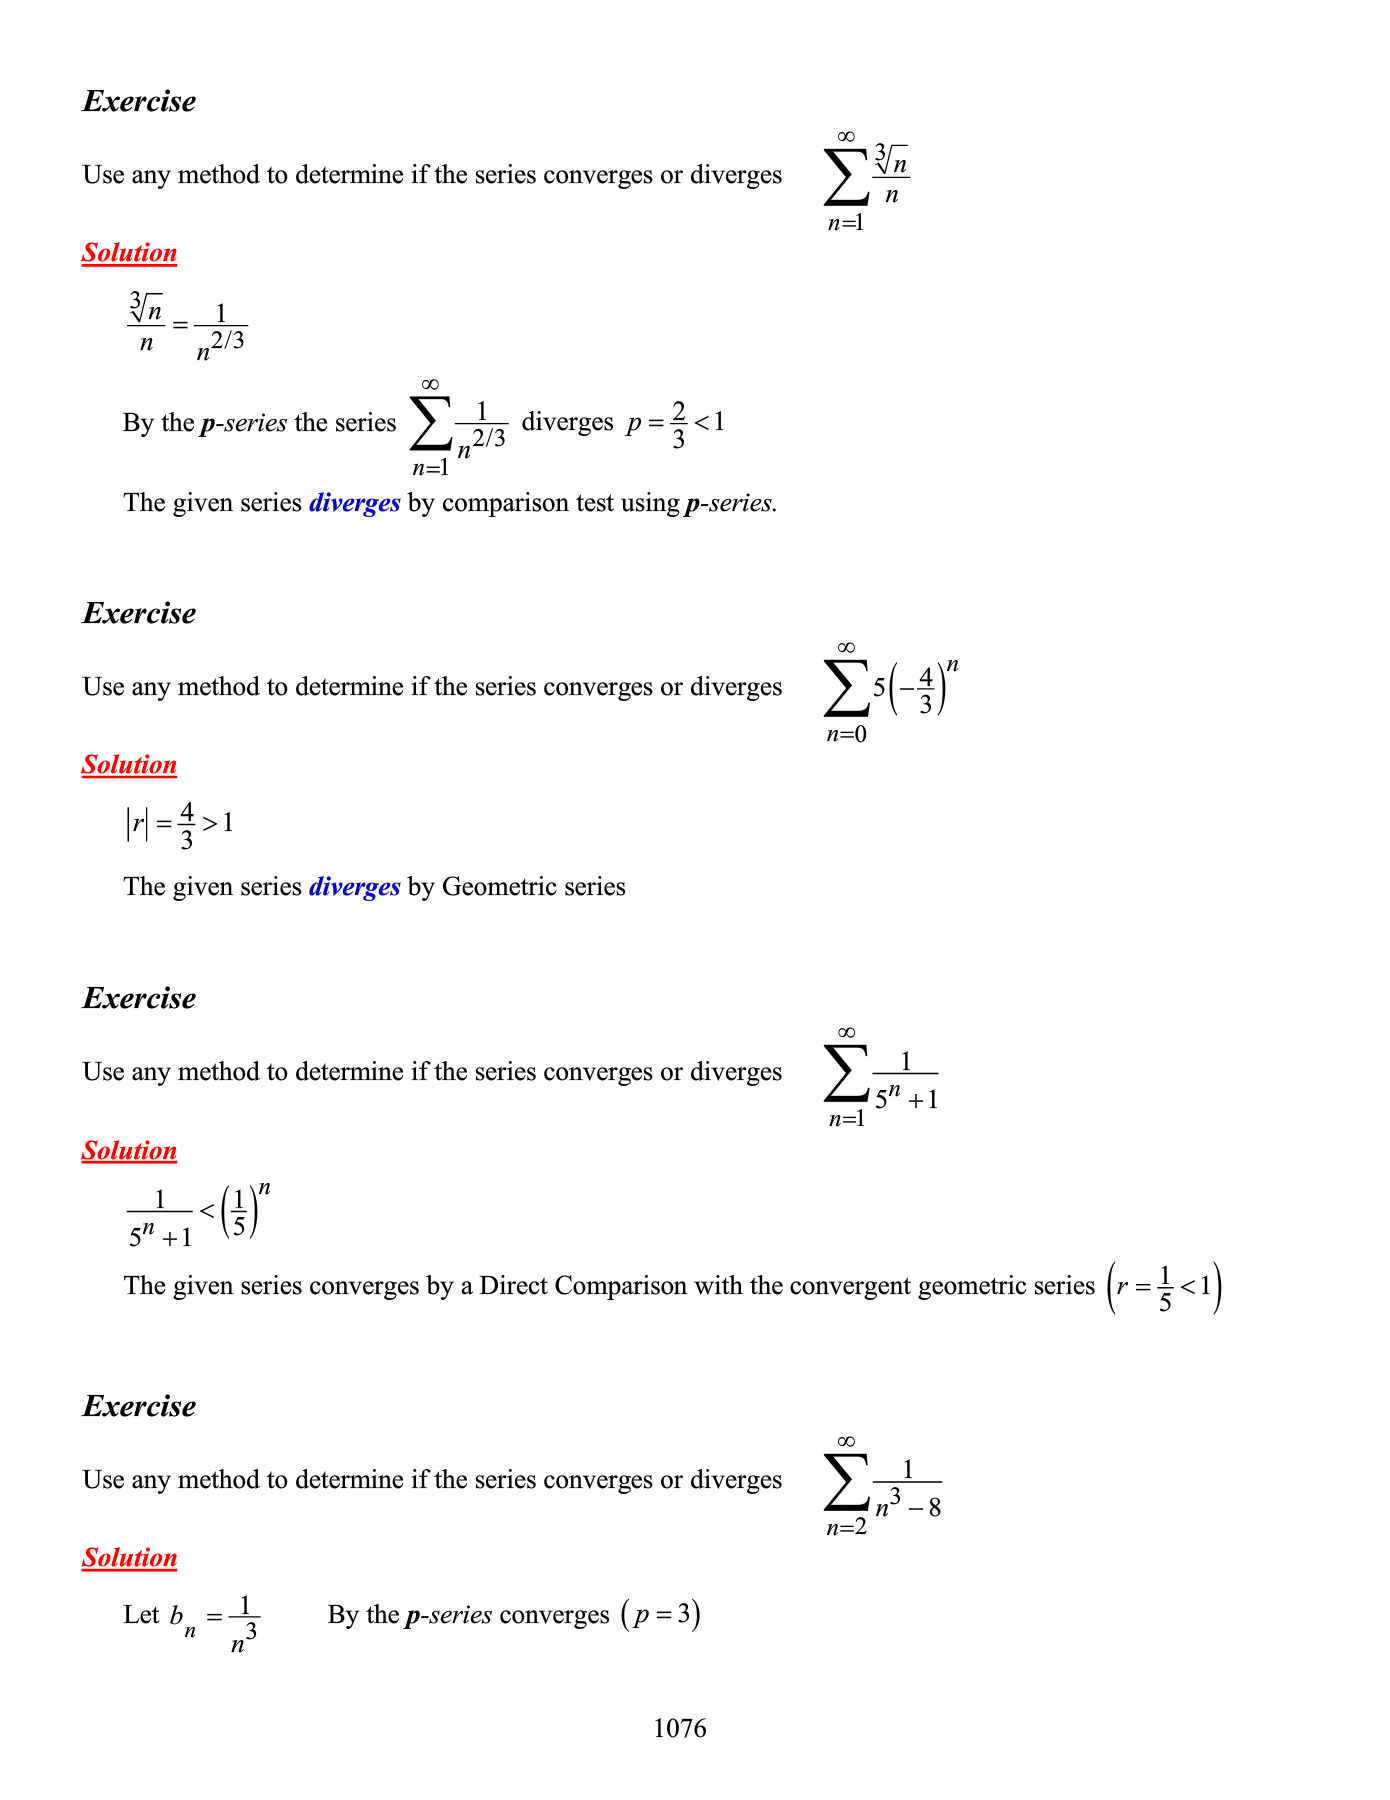 Exercise
Use any method to determine if the series converges or diverges $\sum_{n=1}^{\infty} \frac{\sqrt[3]{n}}{n}$
Solution
$\frac{\sqrt[3]{n}}{n} = \frac{1}{n^{2/3}}$
By the p-series the series $\sum_{n=1}^{\infty} \frac{1}{n^{2/3}}$ diverges $p = \frac{2}{3} < 1$
The given series diverges by comparison test using p-series.
Exercise
Use any method to determine if the series converges or diverges $\sum_{n=0}^{\infty} 5\left(-\frac{4}{3}\right)^n$
Solution
$|r| = \frac{4}{3} > 1$
The given series diverges by Geometric series
Exercise
Use any method to determine if the series converges or diverges $\sum_{n=1}^{\infty} \frac{1}{5^n + 1}$
Solution
$\frac{1}{5^n + 1} < \left(\frac{1}{5}\right)^n$
The given series converges by a Direct Comparison with the convergent geometric series $\left(r = \frac{1}{5} < 1\right)$
Exercise
Use any method to determine if the series converges or diverges $\sum_{n=2}^{\infty} \frac{1}{n^3 - 8}$
Solution
Let $b_n = \frac{1}{n^3}$ By the p-series converges $(p = 3)$
1076